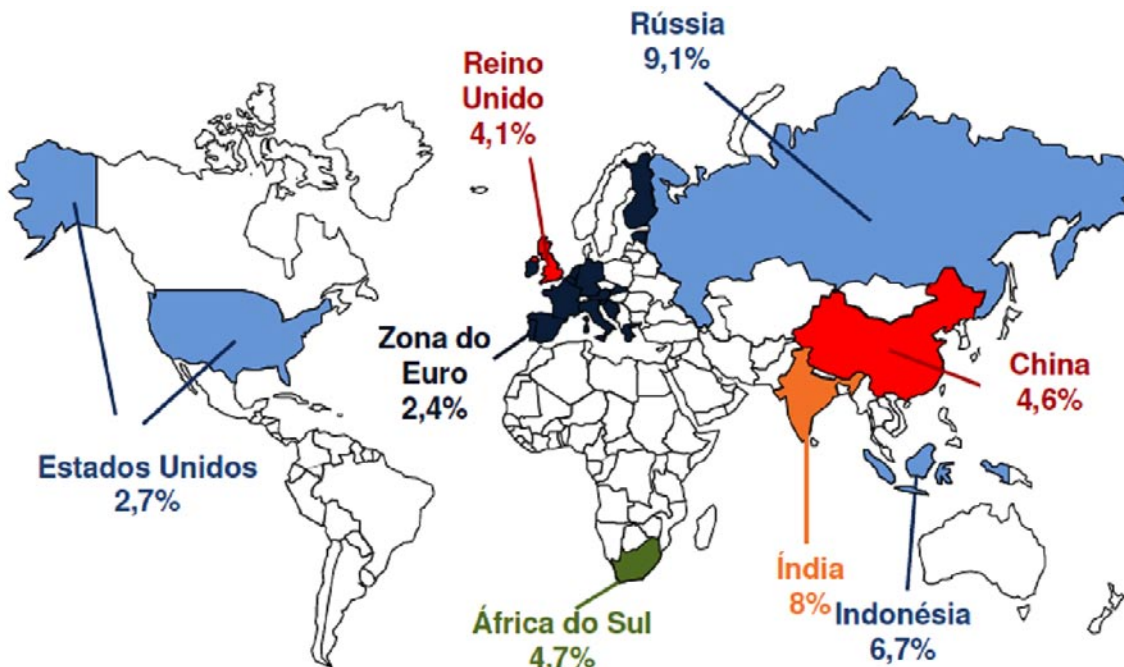 Rússia
9,1%
Reino
Unido
4,1%
Zona do
Euro
2,4%
China
4,6%
Estados Unidos
2,7%
Índia
8%
Indonésia
6,7%
África do Sul
4,7%